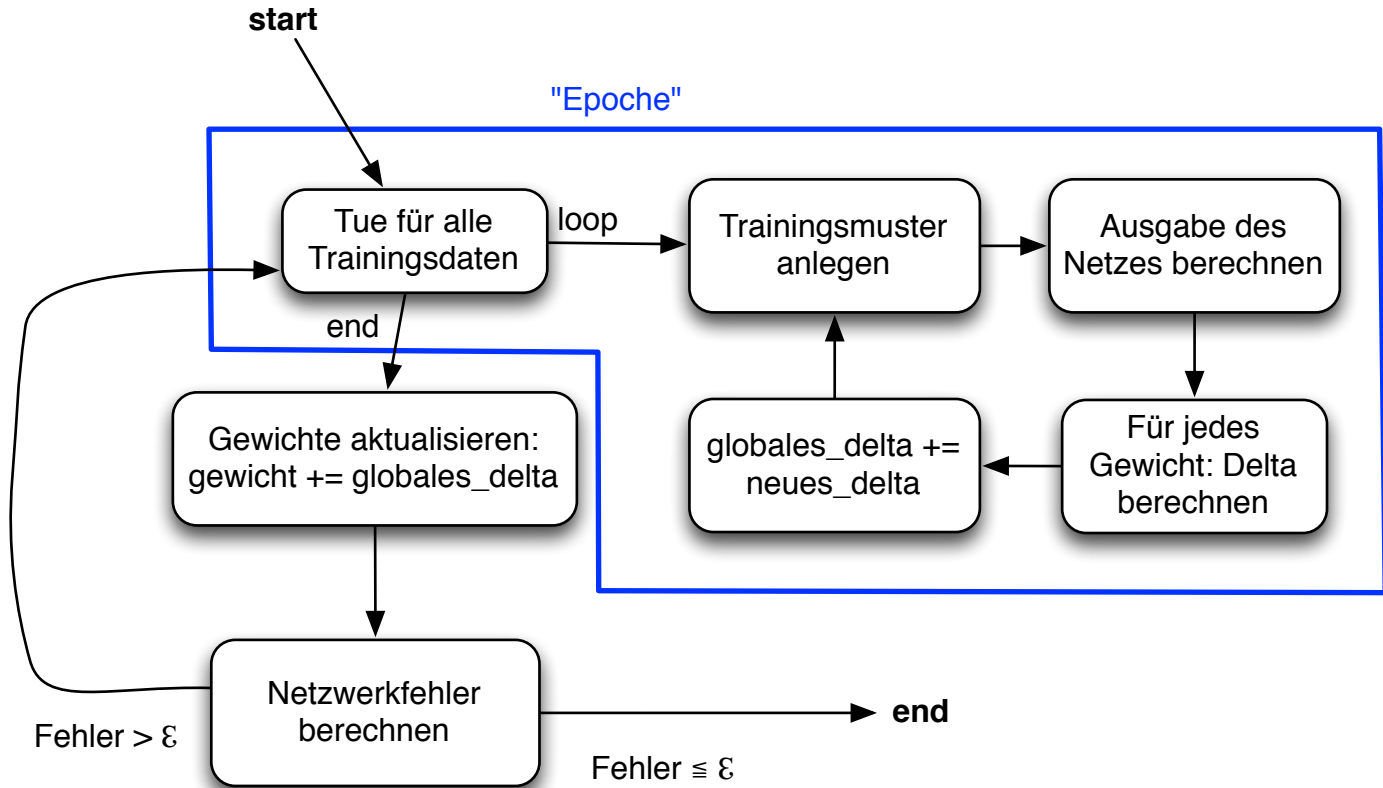 start
"Epoche"
Tue für alle
Trainingsdaten
loop
Trainingsmuster
anlegen
Ausgabe des
Netzes berechnen
end
Gewichte aktualisieren:
gewicht += globales_delta
globales_delta +=
neues_delta
Für jedes
Gewicht: Delta
berechnen
Netzwerkfehler
berechnen
end
Fehler > ε
Fehler ≦ ε